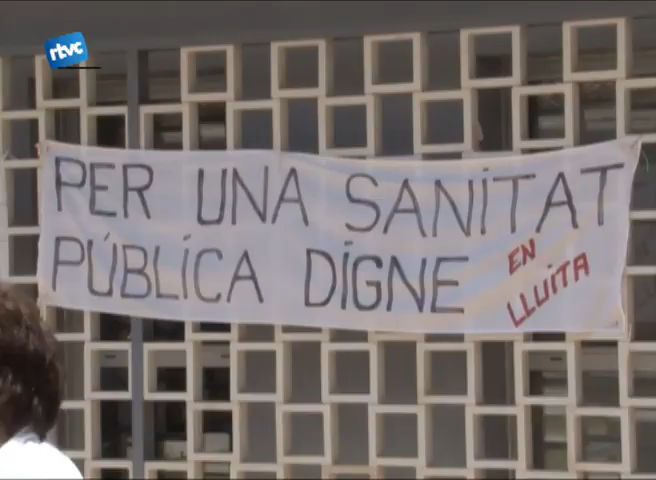 rtvc
PER UNA SANITAT
PÚBLICA DIGNE
EN
LLUITA